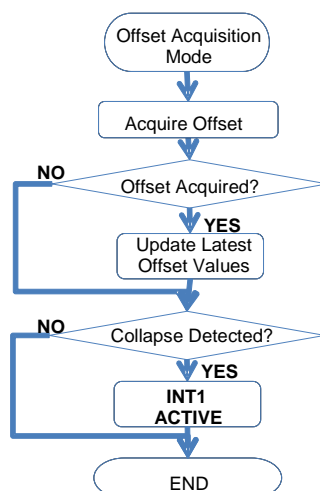 Offset Acquisition
Mode
Acquire Offset
NO
Offset Acquired?
YES
Update Latest
Offset Values
NO
Collapse Detected?
YES
INT1
ACTIVE
END